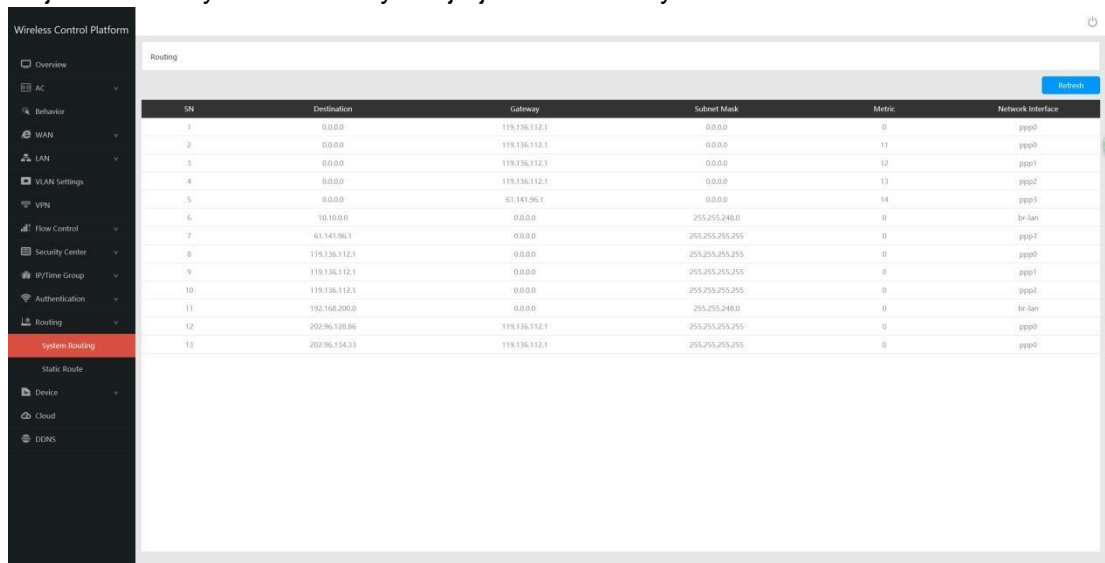 Wireless Control Platform
Overview
AC
Behavior
WAN
LAN
VLAN Settings
VPN
Flow Control
Security Center
IP/Time Group
Authentication
Routing
System Routing
Static Route
Device
Cloud
DDNS
Routing
Refresh
SN Destination Gateway Subnet Mask Metric Network Interface
1 0.0.0.0 119.136.112.1 0.0.0.0 0 ppp0
2 0.0.0.0 119.136.112.1 0.0.0.0 11 ppp0
3 0.0.0.0 119.136.112.1 0.0.0.0 12 ppp1
4 0.0.0.0 119.136.112.1 0.0.0.0 13 ppp2
5 0.0.0.0 61.141.96.1 0.0.0.0 14 ppp3
6 10.10.0.0 0.0.0.0 255.255.248.0 0 br-lan
7 61.141.96.1 0.0.0.0 255.255.255.255 0 ppp3
8 119.136.112.1 0.0.0.0 255.255.255.255 0 ppp0
9 119.136.112.1 0.0.0.0 255.255.255.255 0 ppp1
10 119.136.112.1 0.0.0.0 255.255.255.255 0 ppp2
11 192.168.200.0 0.0.0.0 255.255.248.0 0 br-lan
12 202.96.128.86 119.136.112.1 255.255.255.255 0 ppp0
13 202.96.134.33 119.136.112.1 255.255.255.255 0 ppp0